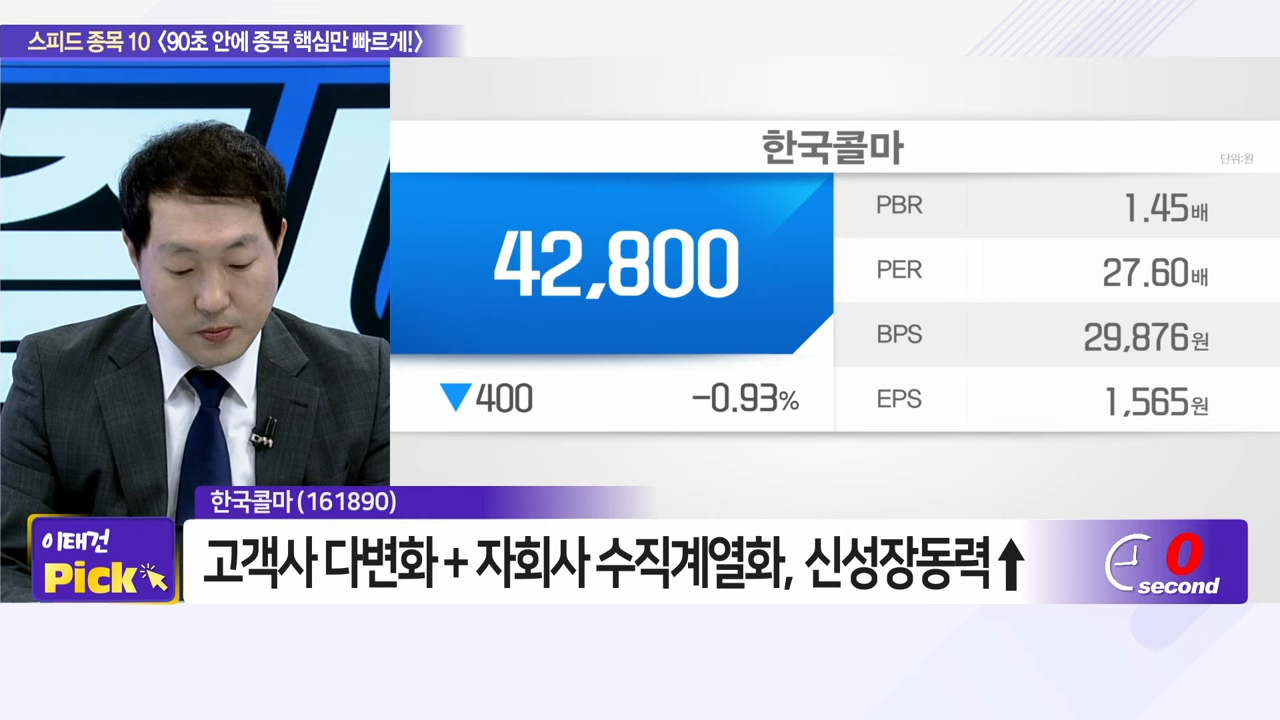 스피드 종목 10 <90초 안에 종목 핵심만 빠르게!>
한국콜마
단위:원
42,800
▼400 -0.93%
PBR 1.45배
PER 27.60배
BPS 29,876원
EPS 1,565원
한국콜마(161890)
이태건
Pick
고객사 다변화 + 자회사 수직계열화, 신성장동력↑
0
second